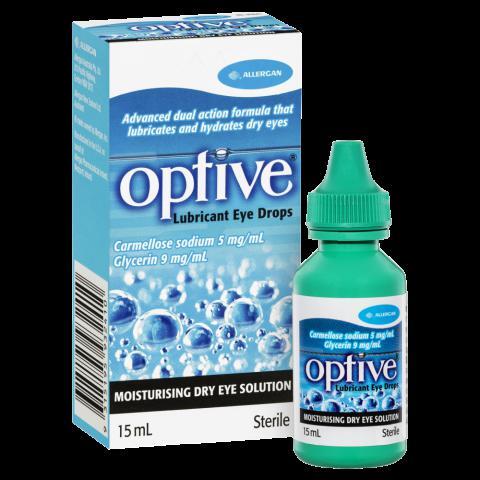 ALLERGAN
Advanced dual action formula that
lubricates and hydrates dry eyes
optive®
Lubricant Eye Drops
Carmellose sodium 5 mg/mL
Glycerin 9 mg/mL
MOISTURISING DRY EYE SOLUTION
15 mL Sterile
ALLERGAN
Carmellose sodium 5 mg/mL
Glycerin 9 mg/mL
optive®
Lubricant Eye Drops
MOISTURISING DRY EYE SOLUTION
15 mL Sterile